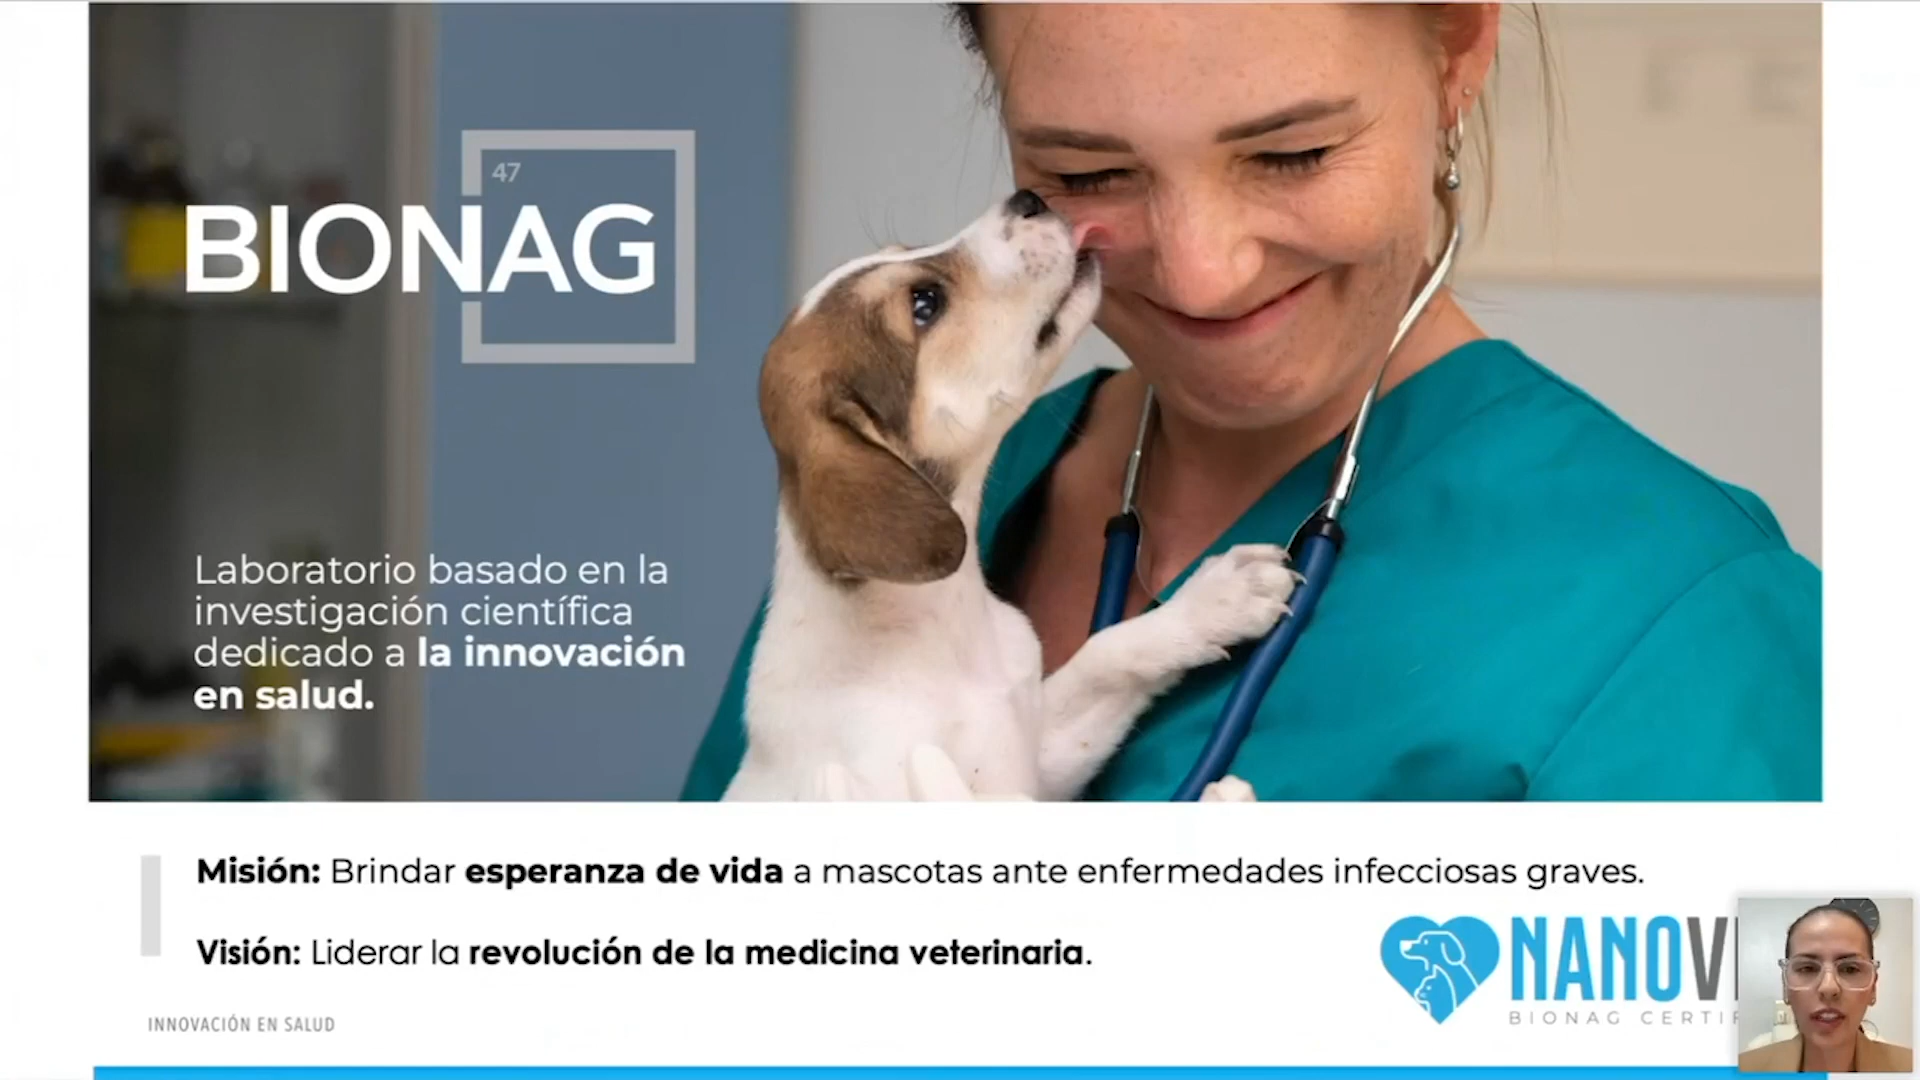 47
BIONAG
Laboratorio basado en la
investigación científica
dedicado a la innovación
en salud.
Misión: Brindar esperanza de vida a mascotas ante enfermedades infecciosas graves.
Visión: Liderar la revolución de la medicina veterinaria.
BIONAG
INNOVACIÓN EN SALUD